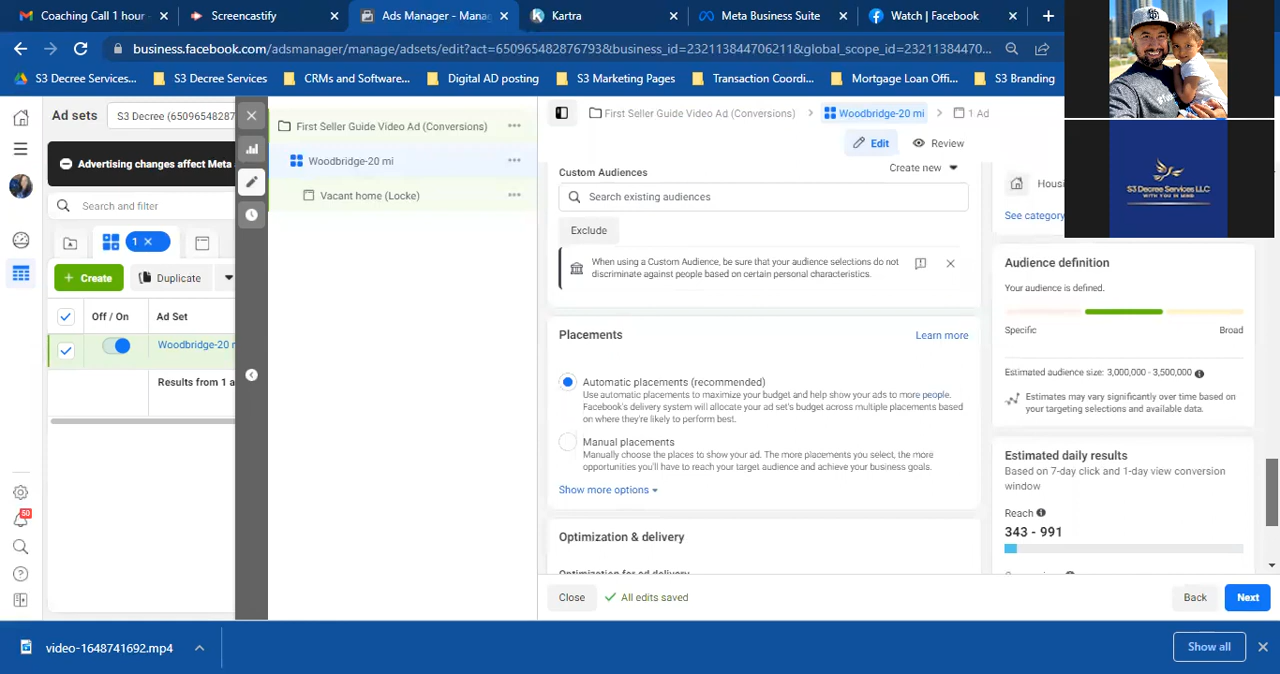 Coaching Call 1 hour -
Screencastify
Ads Manager - Manag
Kartra
Meta Business Suite
Watch | Facebook
business.facebook.com/adsmanager/manage/adsets/edit?act=650965482876793&business_id=232113844706211&global_scope_id=23211384470...
S3 Decree Services...
S3 Decree Services
CRMs and Software...
Digital AD posting
S3 Marketing Pages
Transaction Coordi...
Mortgage Loan Offi...
S3 Branding
Ad sets
S3 Decree (65096548287
Advertising changes affect Meta
Search and filter
1
Create
Duplicate
Off / On
Ad Set
Woodbridge-20
Results from 1 a
First Seller Guide Video Ad (Conversions)
Woodbridge-20 mi
Vacant home (Locke)
First Seller Guide Video Ad (Conversions)
Woodbridge-20 mi
1 Ad
Edit
Review
Custom Audiences
Create new
Search existing audiences
Exclude
When using a Custom Audience, be sure that your audience selections do not
discriminate against people based on certain personal characteristics.
Placements
Learn more
Automatic placements (recommended)
Use automatic placements to maximize your budget and help show your ads to more people.
Facebook's delivery system will allocate your ad set's budget across multiple placements based
on where they're likely to perform best.
Manual placements
Manually choose the places to show your ad. The more placements you select, the more
opportunities you'll have to reach your target audience and achieve your business goals.
Show more options
Optimization & delivery
Optimization for ad delivery
Close
All edits saved
Back
Next
Housi
See category
Audience definition
Your audience is defined.
Specific
Broad
Estimated audience size: 3,000,000 - 3,500,000
Estimates may vary significantly over time based on
your targeting selections and available data.
Estimated daily results
Based on 7-day click and 1-day view conversion
window
Reach
343 - 991
S3 DECREE SERVICES LLC
WITH YOU IN MIND
50
video-1648741692.mp4
Show all